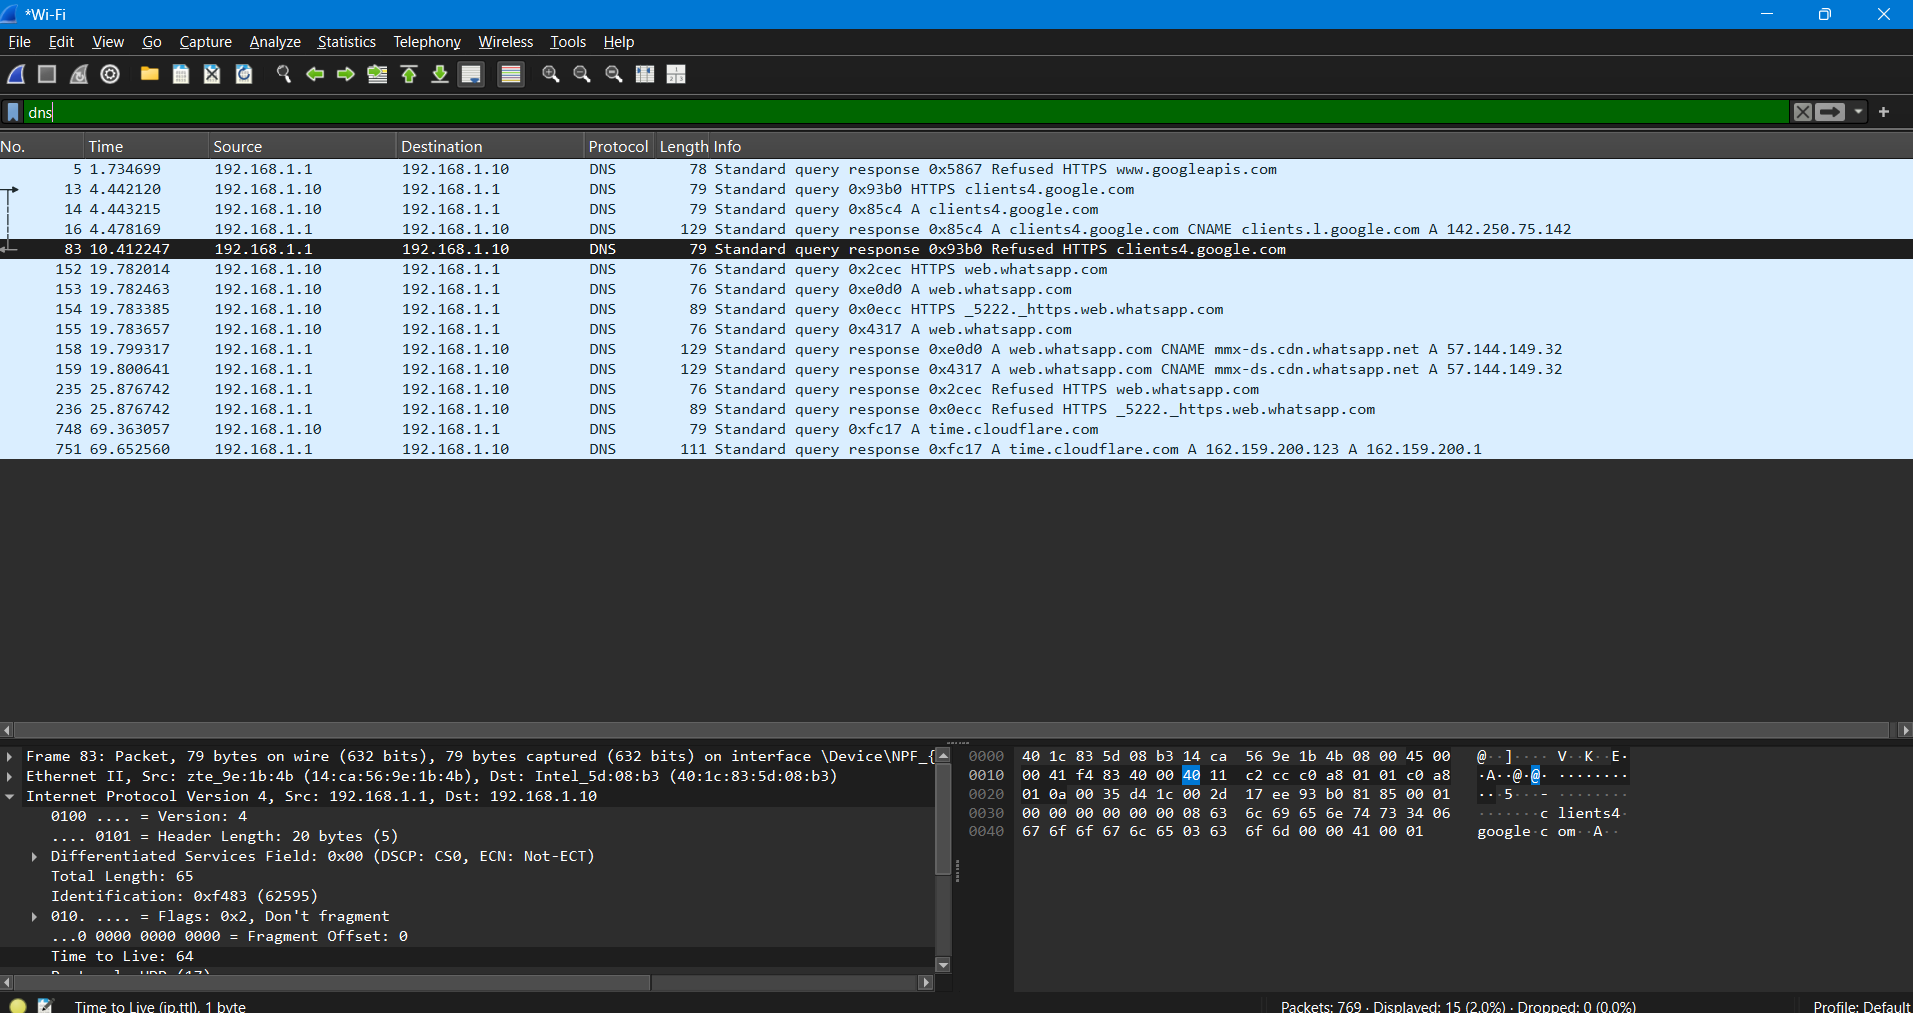 *Wi-Fi
File Edit View Go Capture Analyze Statistics Telephony Wireless Tools Help
dns
No. Time Source Destination Protocol Length Info
5 1.734699 192.168.1.1 192.168.1.10 DNS 78 Standard query response 0x5867 Refused HTTPS www.googleapis.com
13 4.442120 192.168.1.10 192.168.1.1 DNS 79 Standard query 0x93b0 HTTPS clients4.google.com
14 4.443215 192.168.1.10 192.168.1.1 DNS 79 Standard query 0x85c4 A clients4.google.com
16 4.478169 192.168.1.1 192.168.1.10 DNS 129 Standard query response 0x85c4 A clients4.google.com CNAME clients.l.google.com A 142.250.75.142
83 10.412247 192.168.1.1 192.168.1.10 DNS 79 Standard query response 0x93b0 Refused HTTPS clients4.google.com
152 19.782014 192.168.1.10 192.168.1.1 DNS 76 Standard query 0x2cec HTTPS web.whatsapp.com
153 19.782463 192.168.1.10 192.168.1.1 DNS 76 Standard query 0xe0d0 A web.whatsapp.com
154 19.783385 192.168.1.10 192.168.1.1 DNS 89 Standard query 0x0ecc HTTPS _5222._https.web.whatsapp.com
155 19.783657 192.168.1.10 192.168.1.1 DNS 76 Standard query 0x4317 A web.whatsapp.com
158 19.799317 192.168.1.1 192.168.1.10 DNS 129 Standard query response 0xe0d0 A web.whatsapp.com CNAME mmx-ds.cdn.whatsapp.net A 57.144.149.32
159 19.800641 192.168.1.1 192.168.1.10 DNS 129 Standard query response 0x4317 A web.whatsapp.com CNAME mmx-ds.cdn.whatsapp.net A 57.144.149.32
235 25.876742 192.168.1.1 192.168.1.10 DNS 76 Standard query response 0x2cec Refused HTTPS web.whatsapp.com
236 25.876742 192.168.1.1 192.168.1.10 DNS 89 Standard query response 0x0ecc Refused HTTPS _5222._https.web.whatsapp.com
748 69.363057 192.168.1.10 192.168.1.1 DNS 79 Standard query 0xfc17 A time.cloudflare.com
751 69.652560 192.168.1.1 192.168.1.10 DNS 111 Standard query response 0xfc17 A time.cloudflare.com A 162.159.200.123 A 162.159.200.1
Frame 83: Packet, 79 bytes on wire (632 bits), 79 bytes captured (632 bits) on interface \Device\NPF_{
Ethernet II, Src: zte_9e:1b:4b (14:ca:56:9e:1b:4b), Dst: Intel_5d:08:b3 (40:1c:83:5d:08:b3)
Internet Protocol Version 4, Src: 192.168.1.1, Dst: 192.168.1.10
0100 .... = Version: 4
.... 0101 = Header Length: 20 bytes (5)
Differentiated Services Field: 0x00 (DSCP: CS0, ECN: Not-ECT)
Total Length: 65
Identification: 0xf483 (62595)
010. .... = Flags: 0x2, Don't fragment
...0 0000 0000 0000 = Fragment Offset: 0
Time to Live: 64
0000 40 1c 83 5d 08 b3 14 ca 56 9e 1b 4b 08 00 45 00 @··]···· V··K··E·
0010 00 41 f4 83 40 00 40 11 c2 cc c0 a8 01 01 c0 a8 ·A··@·@· ········
0020 01 0a 00 35 d4 1c 00 2d 17 ee 93 b0 81 85 00 01 ···5···- ········
0030 00 00 00 00 00 00 08 63 6c 69 65 6e 74 73 34 06 ·······c lients4·
0040 67 6f 6f 67 6c 65 03 63 6f 6d 00 00 41 00 01 google·c om··A··
Time to Live (ip.ttl), 1 byte
Packets: 769 · Displayed: 15 (2.0%) · Dropped: 0 (0.0%)
Profile: Default